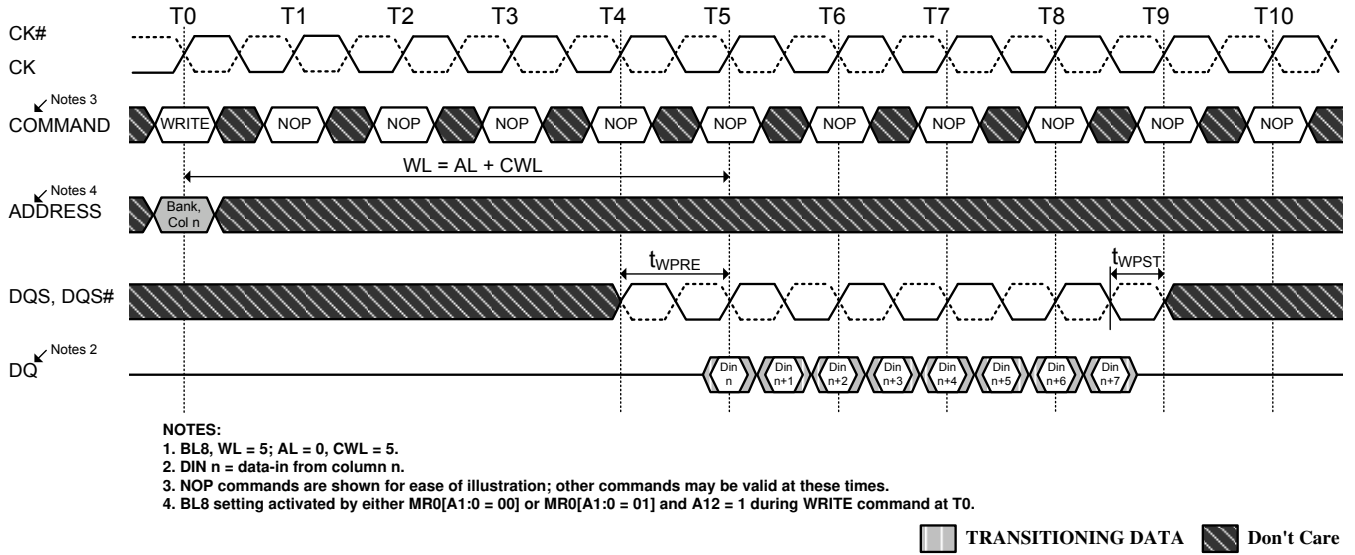 T0 T1 T2 T3 T4 T5 T6 T7 T8 T9 T10
CK#
CK
Notes 3
COMMAND WRITE NOP NOP NOP NOP NOP NOP NOP NOP NOP NOP
WL = AL + CWL
Notes 4
ADDRESS Bank,
Col n
tWPRE tWPST
DQS, DQS#
Notes 2
DQ Din n Din n+1 Din n+2 Din n+3 Din n+4 Din n+5 Din n+6 Din n+7
NOTES:
1. BL8, WL = 5; AL = 0, CWL = 5.
2. DIN n = data-in from column n.
3. NOP commands are shown for ease of illustration; other commands may be valid at these times.
4. BL8 setting activated by either MR0[A1:0 = 00] or MR0[A1:0 = 01] and A12 = 1 during WRITE command at T0.
TRANSITIONING DATA Don't Care